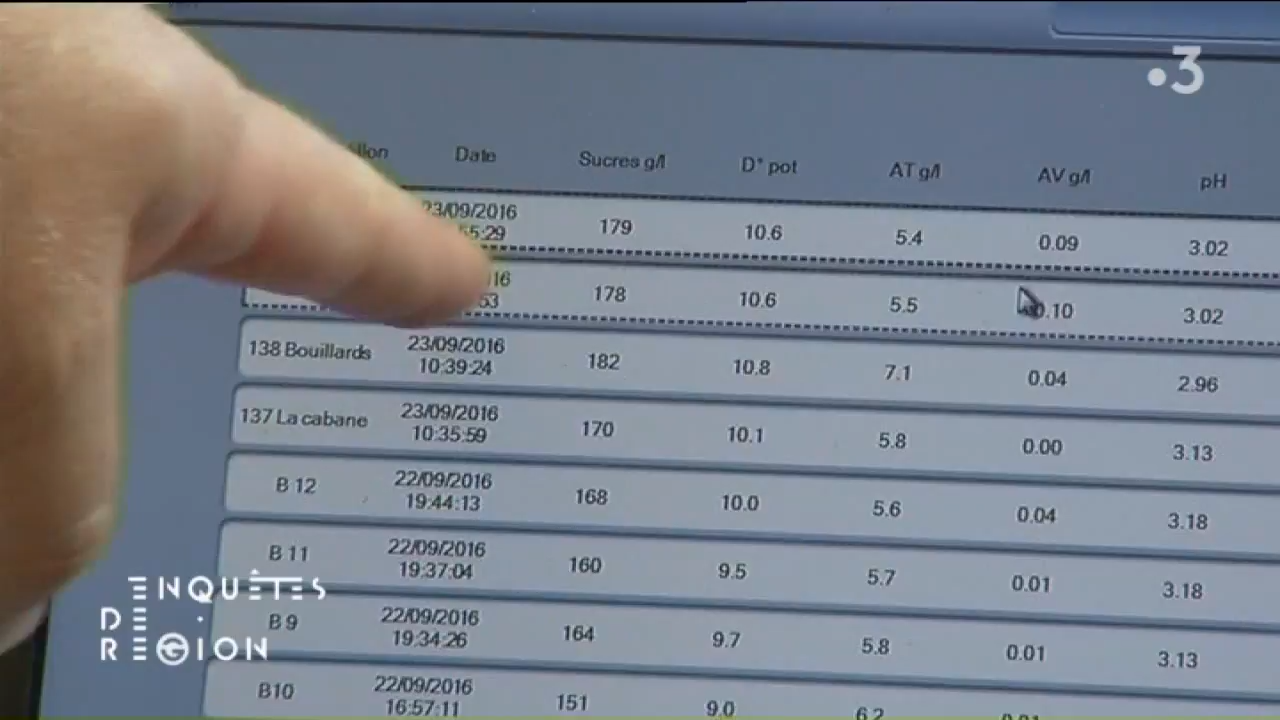 3
Date Sucres g/l D° pot AT g/l AV g/l pH
23/09/2016 179 10.6 5.4 0.09 3.02
178 10.6 5.5 0.10 3.02
138 Bouillards 23/09/2016 10:39:24 182 10.8 7.1 0.04 2.96
137 La cabane 23/09/2016 10:35:59 170 10.1 5.8 0.00 3.13
B 12 22/09/2016 19:44:13 168 10.0 5.6 0.04 3.18
B 11 22/09/2016 19:37:04 160 9.5 5.7 0.01 3.18
B 9 22/09/2016 19:34:26 164 9.7 5.8 0.01 3.13
B10 22/09/2016 16:57:11 151 9.0 6.2
ENQUÊTES
DE
RÉGION